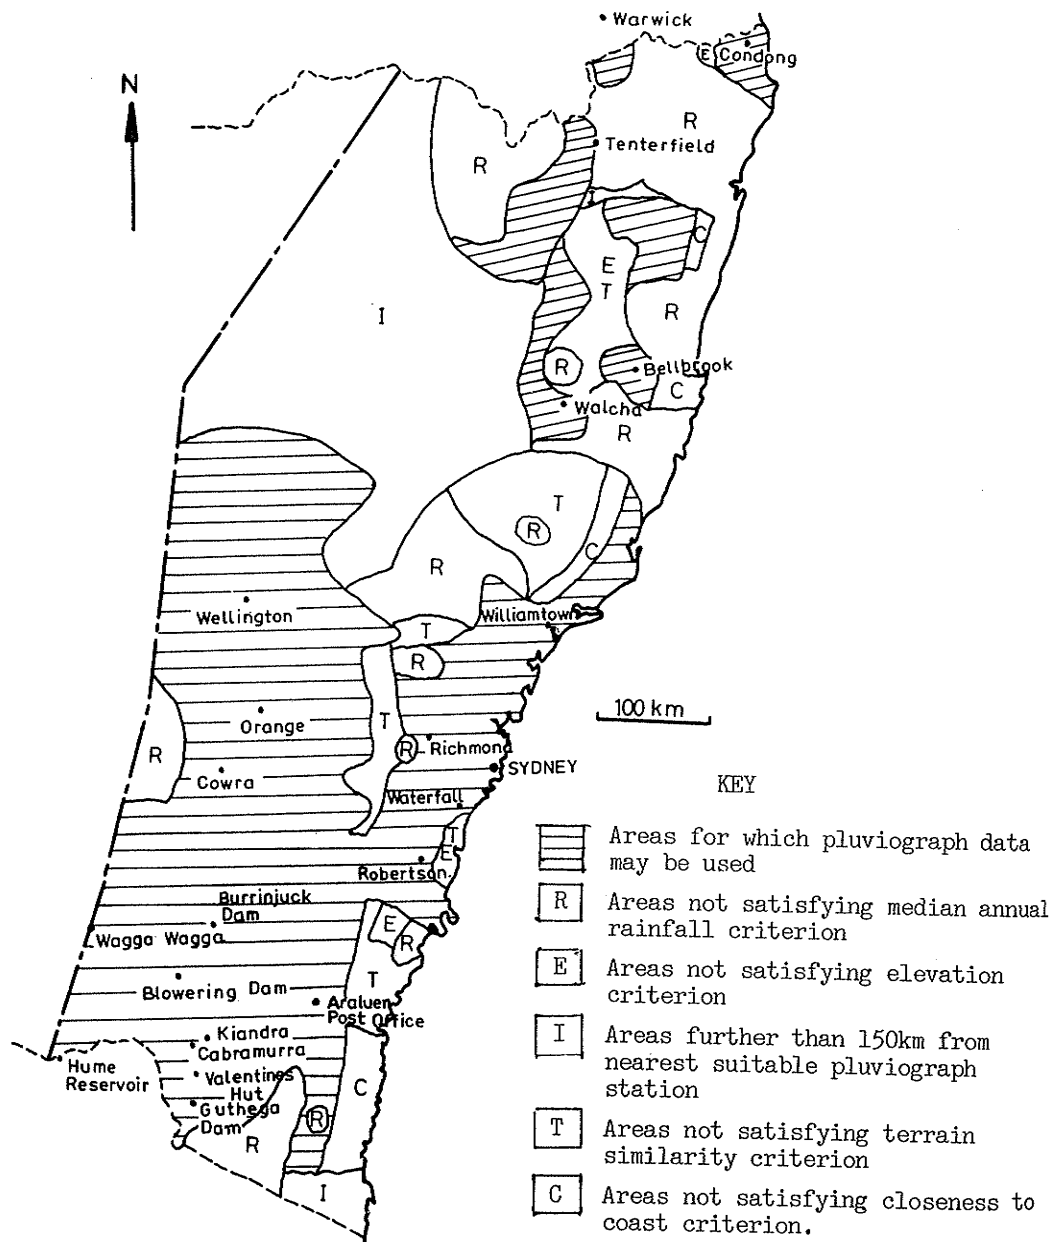 Warwick
E Condong
N
R
Tenterfield
R
I
C
E
T
I
R
R
Bellbrook
C
Walcha
R
T
R
C
R
Wellington
Williamtown
T
R
100 km
T
Orange
R
Richmond
R
SYDNEY
Cowra
Waterfall
T
E
Robertson.
Burrinjuck
Dam
E
R
Wagga Wagga
T
Blowering Dam
Araluen
Post Office
Kiandra
Cabramurra
Hume
Reservoir
Valentines
Hut
C
Guthega
Dam
R
R
I
KEY
Areas for which pluviograph data
may be used
R Areas not satisfying median annual
rainfall criterion
E Areas not satisfying elevation
criterion
I Areas further than 150km from
nearest suitable pluviograph
station
T Areas not satisfying terrain
similarity criterion
C Areas not satisfying closeness to
coast criterion.